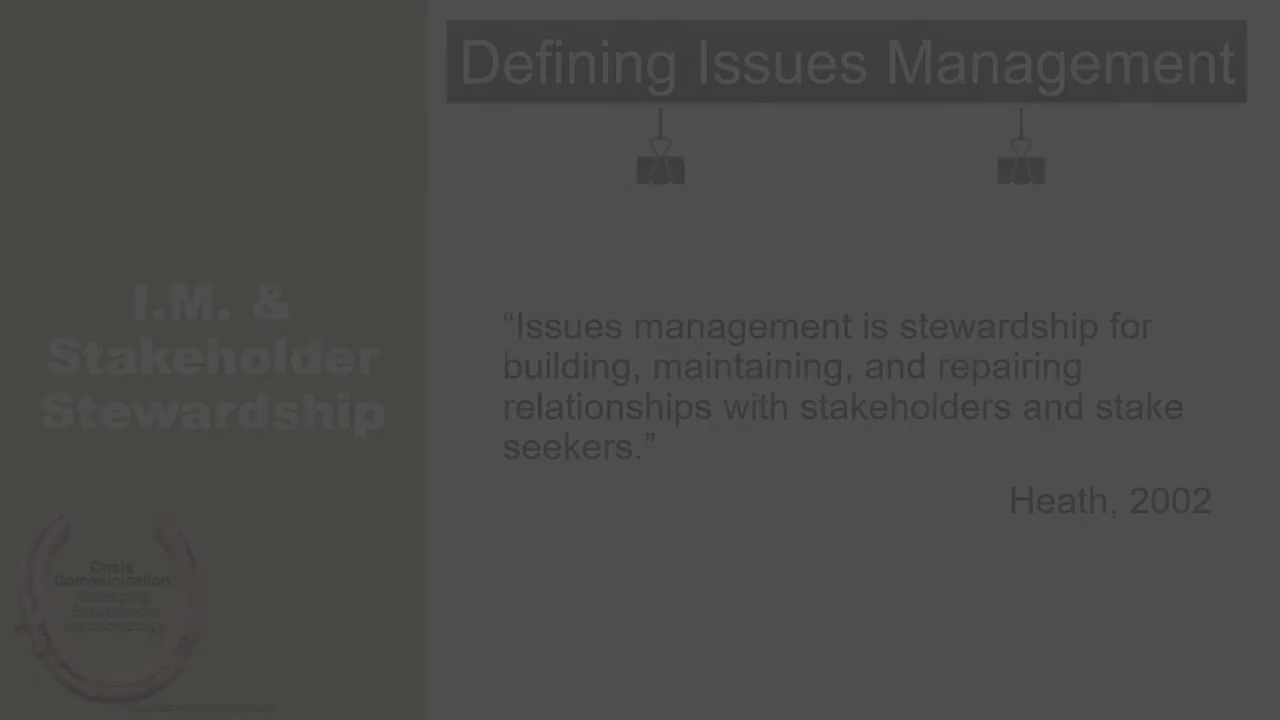 Defining Issues Management
I.M. &
Stakeholder
Stewardship
“Issues management is stewardship for
building, maintaining, and repairing
relationships with stakeholders and stake
seekers.”
Heath, 2002
Crisis
Communication